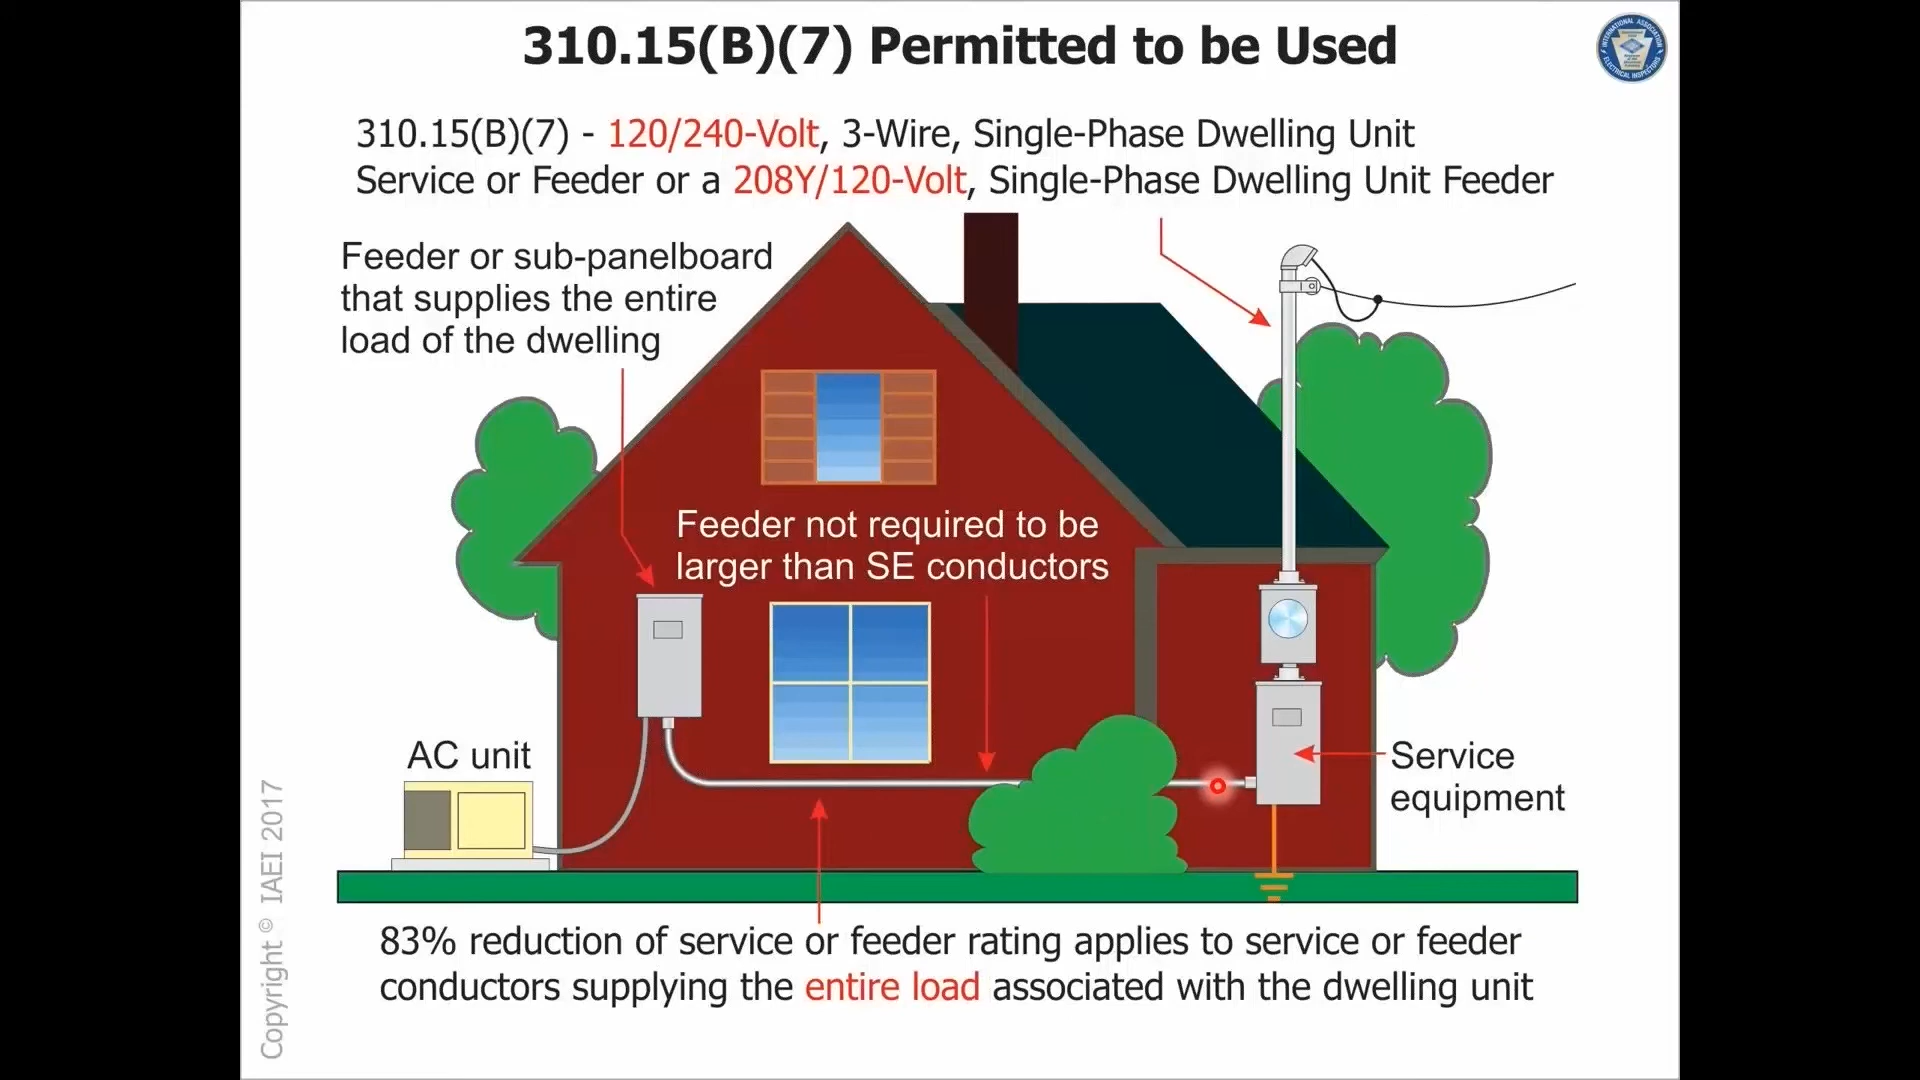 310.15(B)(7) Permitted to be Used
310.15(B)(7) - 120/240-Volt, 3-Wire, Single-Phase Dwelling Unit
Service or Feeder or a 208Y/120-Volt, Single-Phase Dwelling Unit Feeder
Feeder or sub-panelboard
that supplies the entire
load of the dwelling
Feeder not required to be
larger than SE conductors
AC unit
Service
equipment
83% reduction of service or feeder rating applies to service or feeder
conductors supplying the entire load associated with the dwelling unit
Copyright © IAEI 2017
INTERNATIONAL ASSOCIATION
ELECTRICAL INSPECTORS